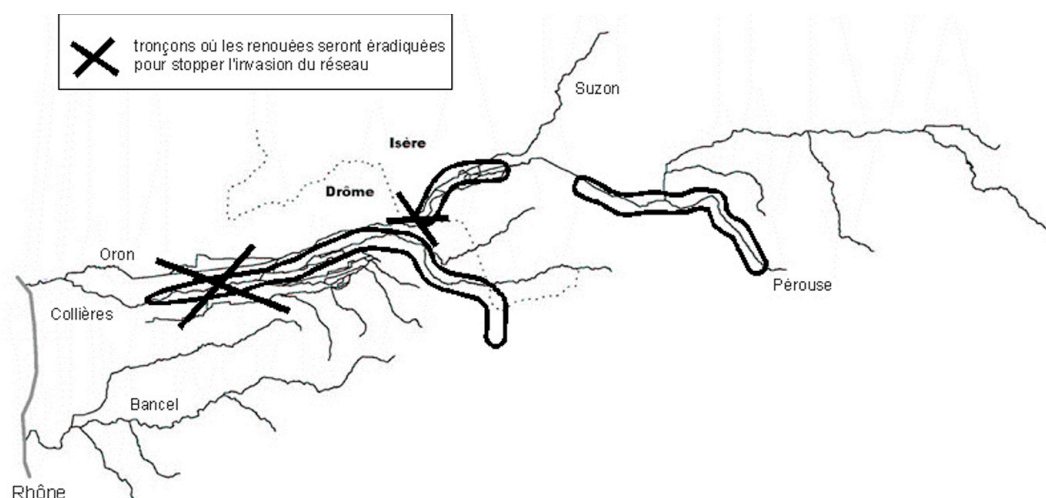 tronçons où les renouées seront éradiquées
pour stopper l'invasion du réseau
Suzon
Isère
Drôme
Oron
Pérouse
Collières
Bancel
Rhône